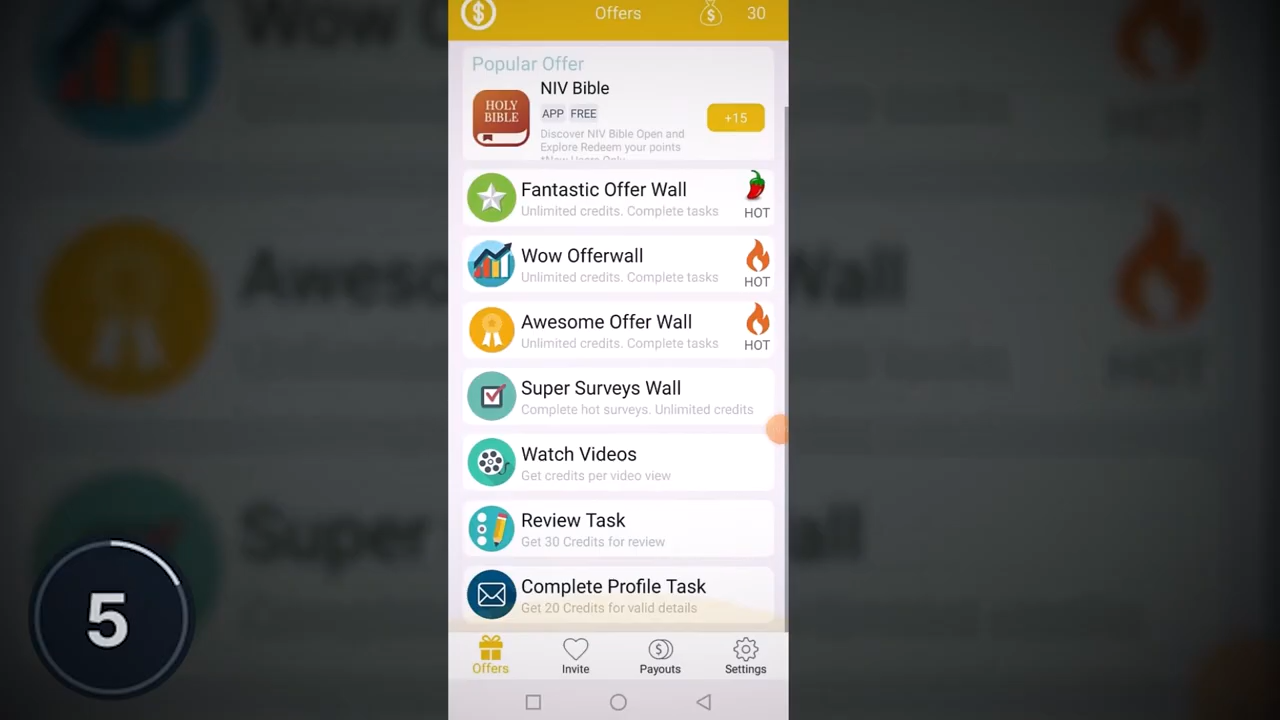 Offers
30
Popular Offer
NIV Bible
HOLY
BIBLE
APP FREE
+15
Discover NIV Bible Open and
Explore Redeem your points
Fantastic Offer Wall
Unlimited credits. Complete tasks
HOT
Wow Offerwall
Unlimited credits. Complete tasks
HOT
Awesome Offer Wall
Unlimited credits. Complete tasks
HOT
Super Surveys Wall
Complete hot surveys. Unlimited credits
Watch Videos
Get credits per video view
Review Task
Get 30 Credits for review
Complete Profile Task
Get 20 Credits for valid details
Offers
Invite
Payouts
Settings
5